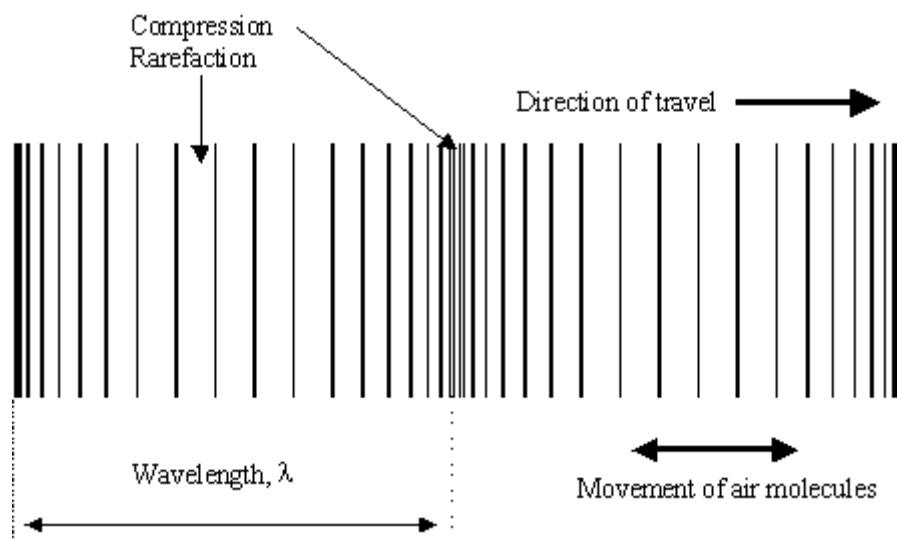 Compression
Rarefaction
Direction of travel
Wavelength, λ
Movement of air molecules